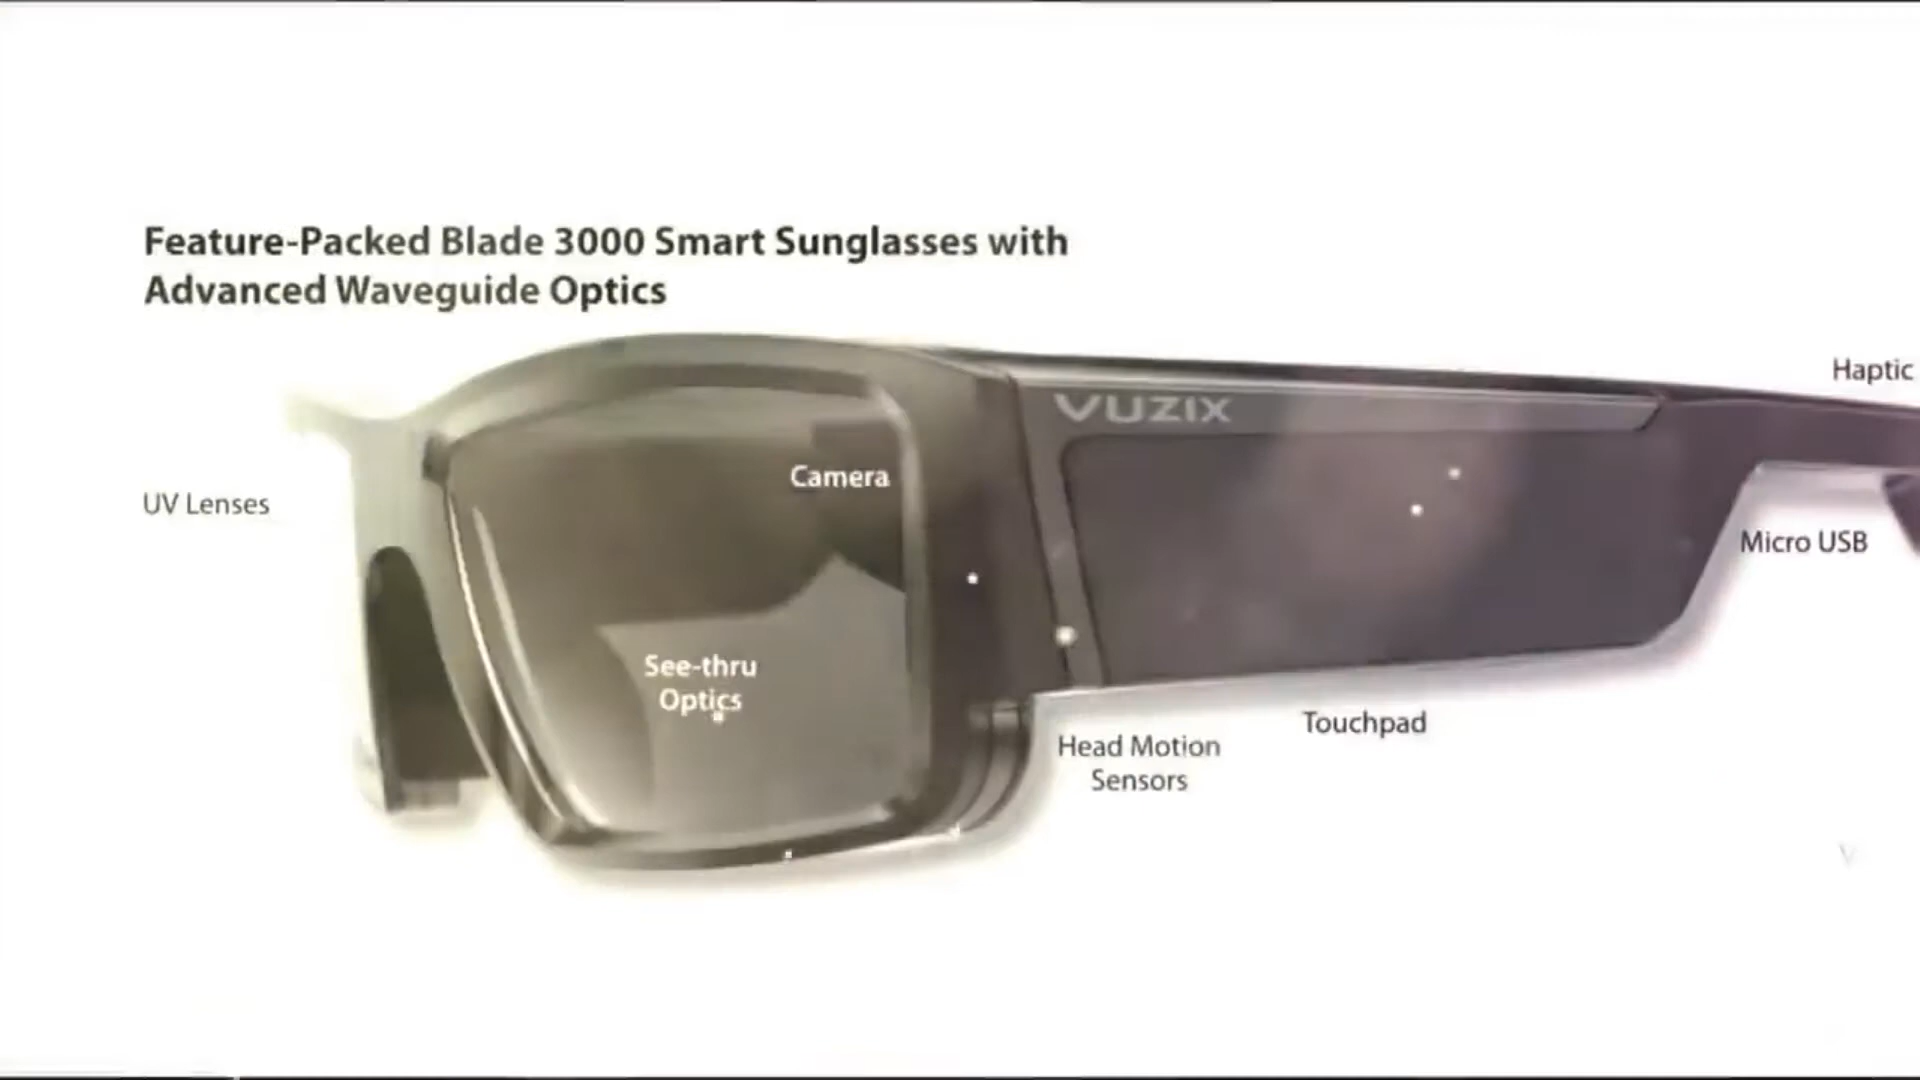 Feature-Packed Blade 3000 Smart Sunglasses with
Advanced Waveguide Optics
Haptic
VUZIX
Camera
UV Lenses
Micro USB
See-thru
Optics
Touchpad
Head Motion
Sensors